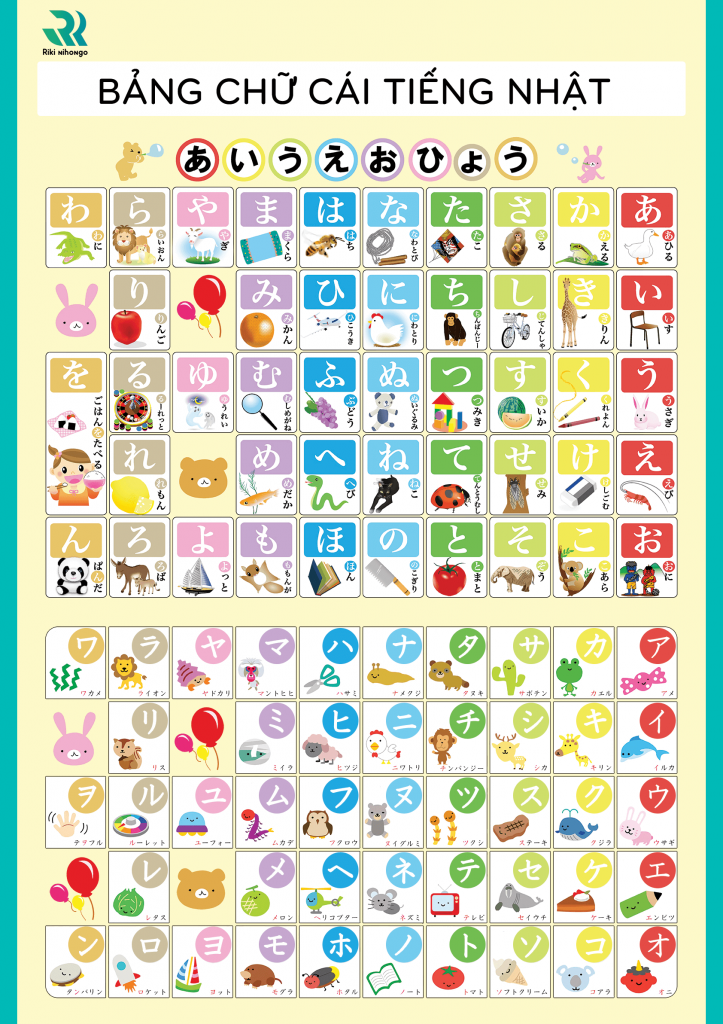 Riki Nihongo
BẢNG CHỮ CÁI TIẾNG NHẬT
あいうえおひょう
わ ら や ま は な た さ か あ
わに らいおん やぎ まくら はち なわとび たこ さる かえる あひる
り み ひ に ち し き い
りんご みかん ひこうき にわとり ちんぱんじー じてんしゃ きりん いす
を る ゆ む ふ ぬ つ す く う
ごはんをたべる るーれっと ゆうれい むしめがね ぶどう ぬいぐるみ つみき すいか くれよん うさぎ
れ め へ ね て せ け え
れもん めだか へび ねこ てんとうむし せみ けしごむ えび
ん ろ よ も ほ の と そ こ お
ぱんだ ろば よっと ももんが ほん のこぎり とまと ぞう こあら おに
ワ ラ ヤ マ ハ ナ タ サ カ ア
ワカメ ライオン ヤドカリ マントヒヒ ハサミ ナメクジ タヌキ サボテン カエル アメ
リ ミ ヒ ニ チ シ キ イ
リス ミイラ ヒツジ ニワトリ チンパンジー シカ キリン イルカ
ヲ ル ユ ム フ ヌ ツ ス ク ウ
テヲフル ルーレット ユーフォー ムカデ フクロウ ヌイグルミ ツクシ ステーキ クジラ ウサギ
レ メ ヘ ネ テ セ ケ エ
レタス メロン ヘリコプター ネズミ テレビ セイウチ ケーキ エンピツ
ン ロ ヨ モ ホ ノ ト ソ コ オ
タンバリン ロケット ヨット モグラ ホタル ノート トマト ソフトクリーム コアラ オニ